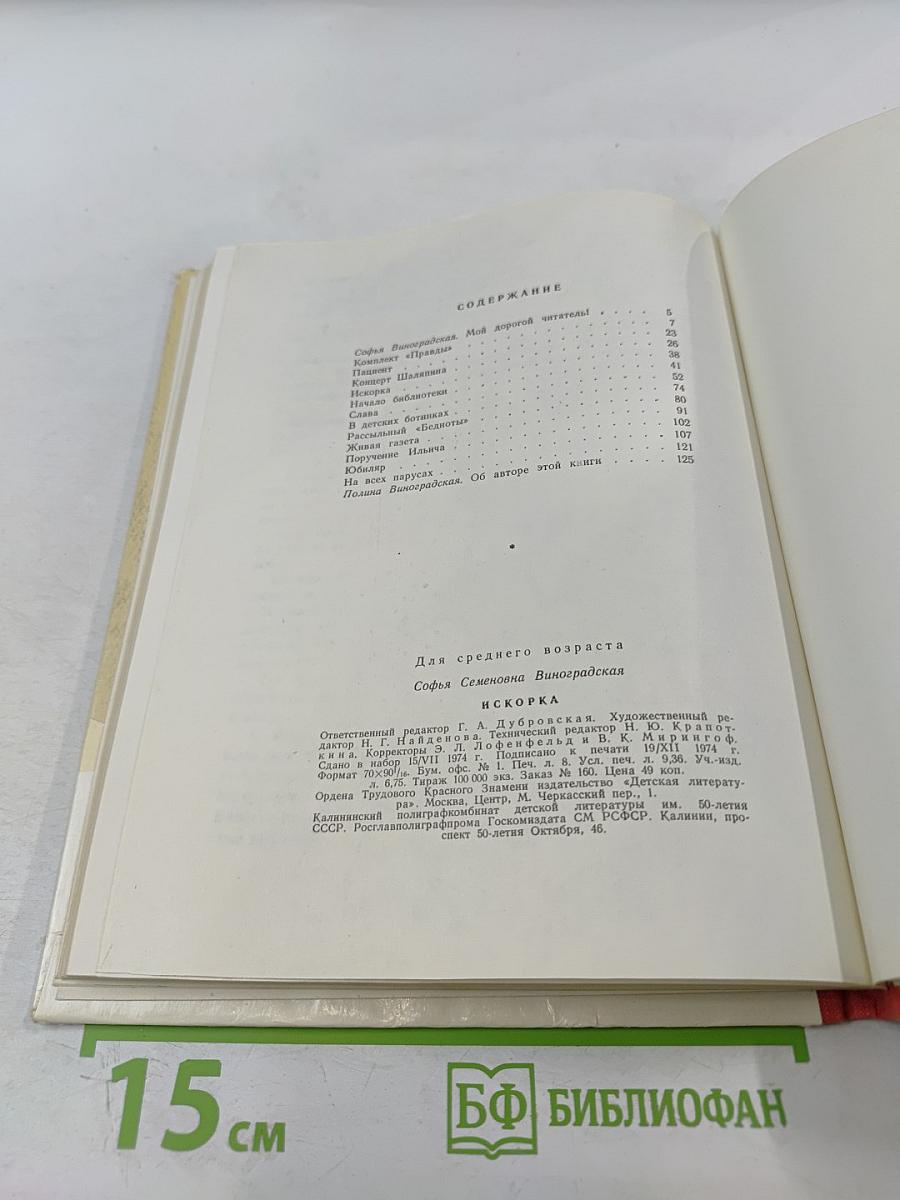 СОДЕРЖАНИЕ
Софья Виноградская. Мой дорогой читатель! . . . . 5
Комплект «Правды» . . . . . . . . . . 7
Пациент . . . . . . . . . . . . . 23
Концерт Шаляпина . . . . . . . . . . 26
Искорка . . . . . . . . . . . . . 38
Начало библиотеки . . . . . . . . . . 41
Слава . . . . . . . . . . . . . . 52
В детских ботинках . . . . . . . . . . 74
Рассыльный «Бедноты» . . . . . . . . . 80
Живая газета . . . . . . . . . . . . 91
Поручение Ильича . . . . . . . . . . 102
Юбиляр . . . . . . . . . . . . . 107
На всех парусах . . . . . . . . . . . 121
Полина Виноградская. Об авторе этой книги . . . . 125
Для среднего возраста
Софья Семеновна Виноградская
ИСКОРКА
Ответственный редактор Г. А. Дубровская. Художественный ре-
дактор Н. Г. Найденова. Технический редактор Н. Ю. Крапот-
кина. Корректоры Э. Л. Лофенфельд и В. К. Мирингоф.
Сдано в набор 15/VII 1974 г. Подписано к печати 19/XII 1974 г.
Формат 70×90¹/₁₆. Бум. офс. № 1. Печ. л. 8. Усл. печ. л. 9,36. Уч.-изд.
л. 6,75. Тираж 100 000 экз. Заказ № 160. Цена 49 коп.
Ордена Трудового Красного Знамени издательство «Детская литерату-
ра». Москва, Центр, М. Черкасский пер., 1.
Калининский полиграфкомбинат детской литературы им. 50-летия
СССР. Росглавполиграфпрома Госкомиздата СМ РСФСР. Калинин, про-
спект 50-летия Октября, 46.
15 см
БФ БИБЛИОФАН